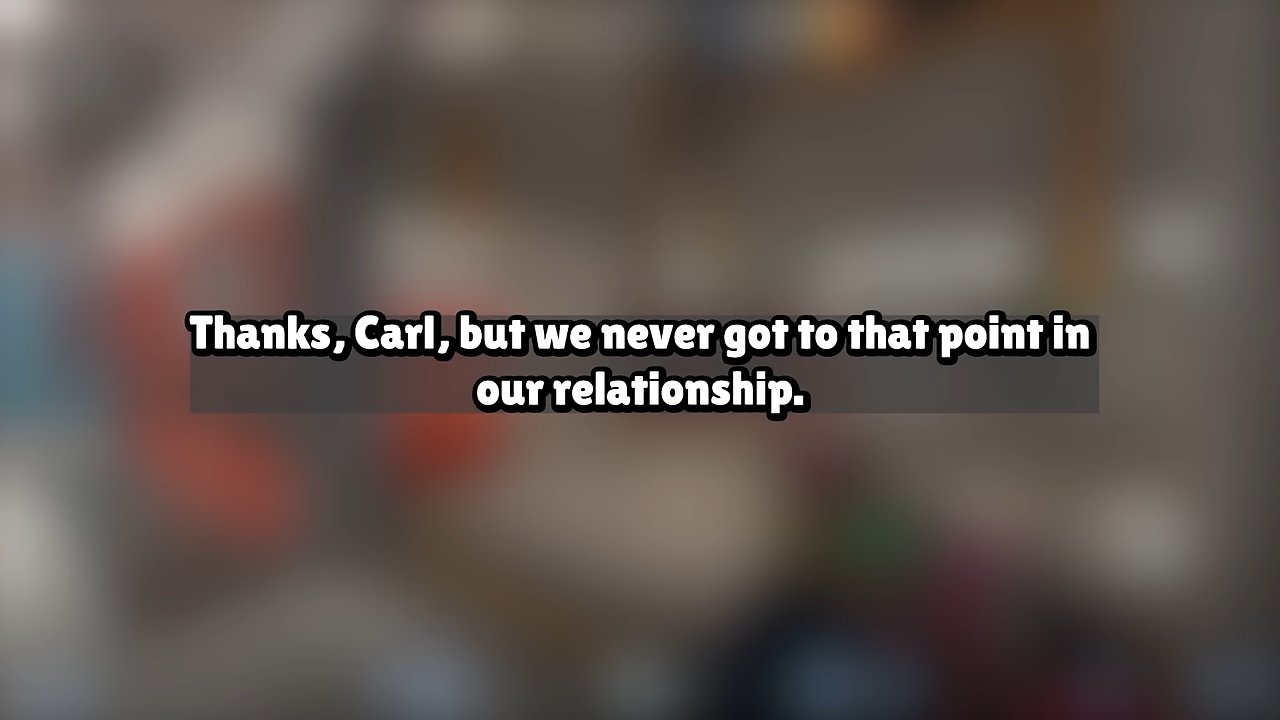 Thanks, Carl, but we never got to that point in
our relationship.